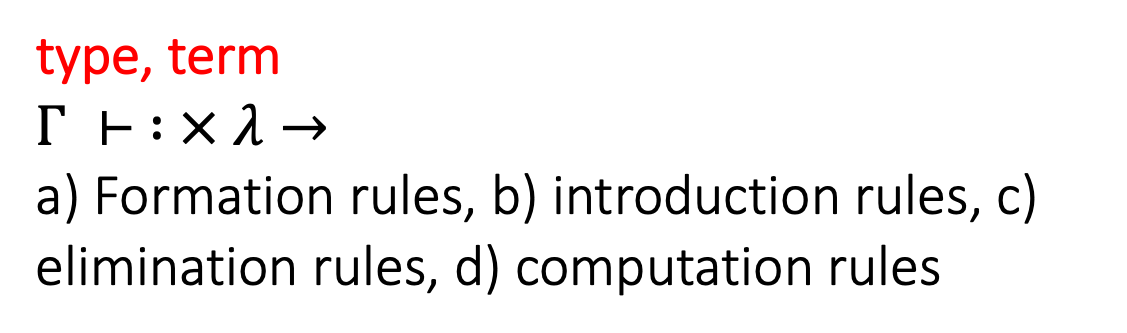 type, term
Γ ⊢ : × λ →
a) Formation rules, b) introduction rules, c)
elimination rules, d) computation rules